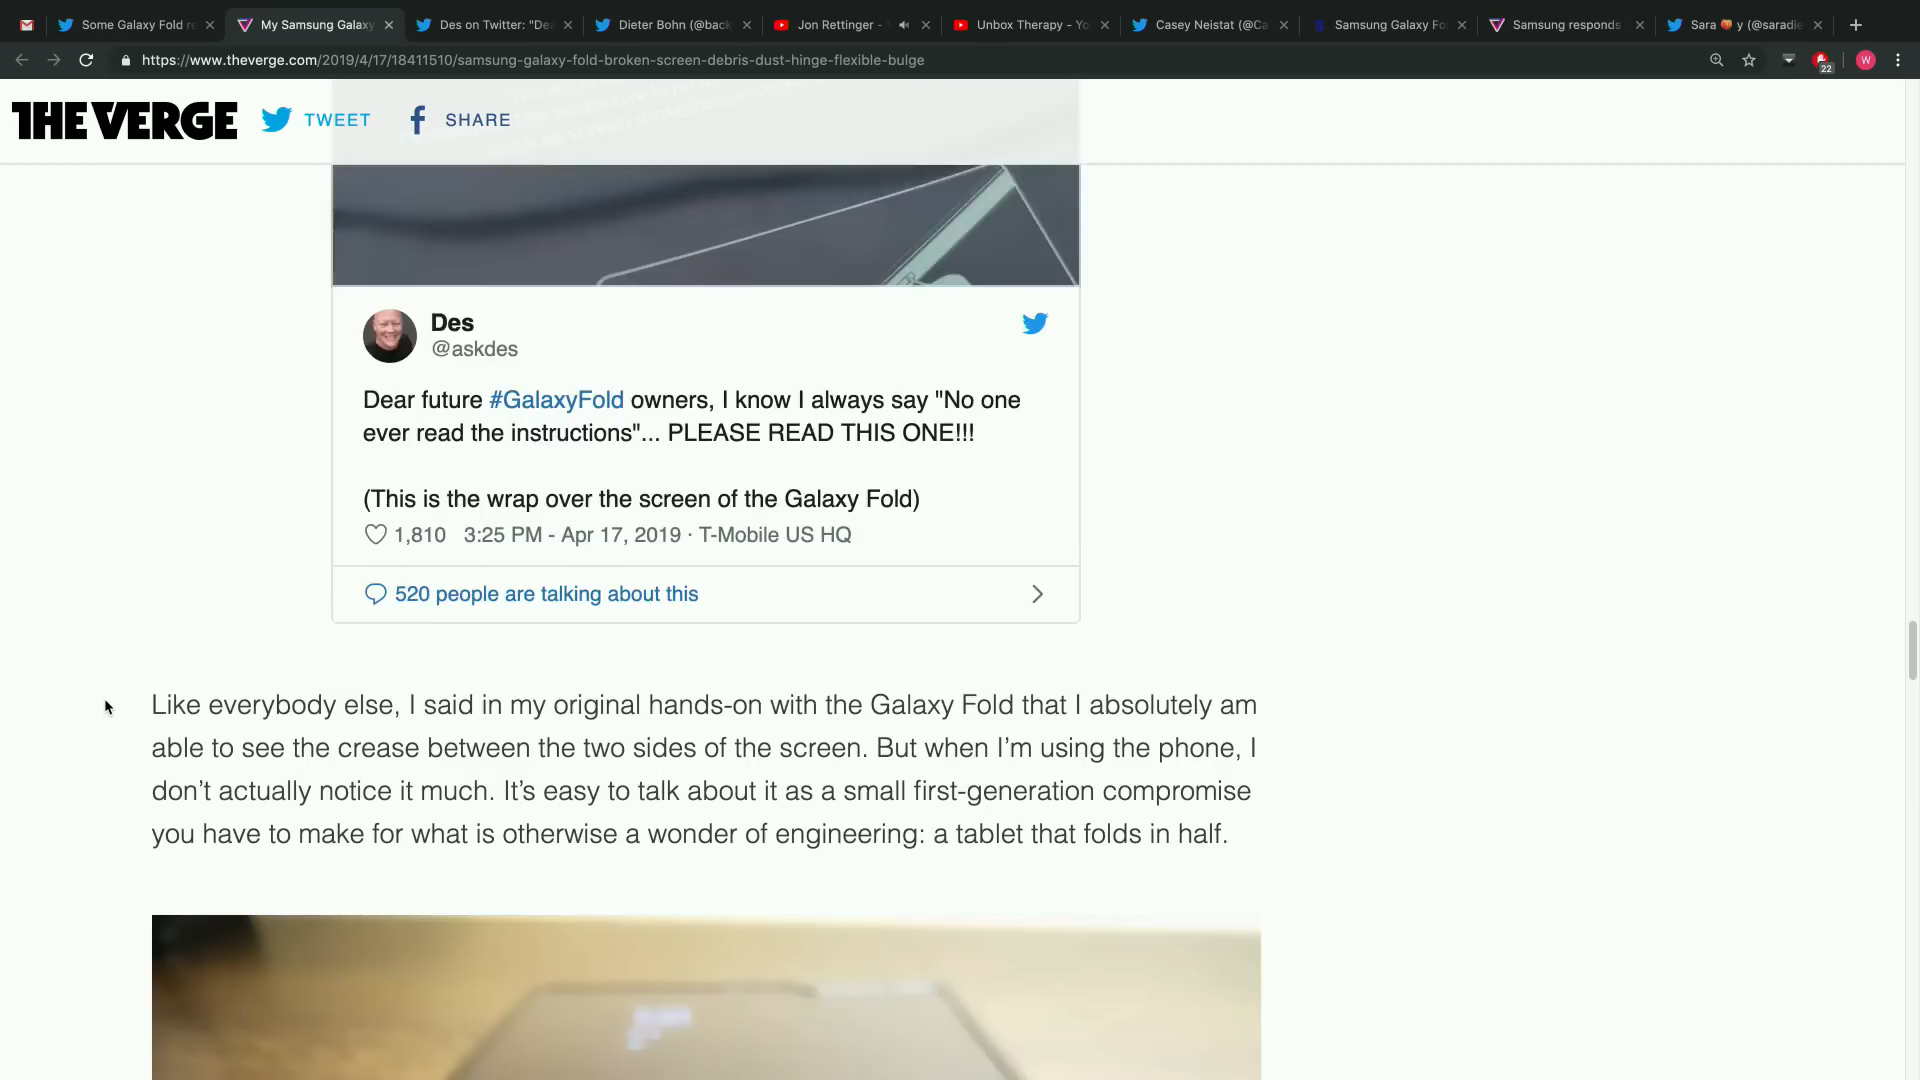 Some Galaxy Fold re
My Samsung Galaxy
Des on Twitter: "Dea
Dieter Bohn (@back
Jon Rettinger - Y
Unbox Therapy - Yo
Casey Neistat (@Ca
Samsung Galaxy Fo
Samsung responds
Sara 🍑 y (@saradie
https://www.theverge.com/2019/4/17/18411510/samsung-galaxy-fold-broken-screen-debris-dust-hinge-flexible-bulge
22
W
THE VERGE
TWEET
SHARE
Des
@askdes
Dear future #GalaxyFold owners, I know I always say "No one
ever read the instructions"... PLEASE READ THIS ONE!!!
(This is the wrap over the screen of the Galaxy Fold)
1,810 3:25 PM - Apr 17, 2019 · T-Mobile US HQ
520 people are talking about this
Like everybody else, I said in my original hands-on with the Galaxy Fold that I absolutely am
able to see the crease between the two sides of the screen. But when I'm using the phone, I
don't actually notice it much. It's easy to talk about it as a small first-generation compromise
you have to make for what is otherwise a wonder of engineering: a tablet that folds in half.